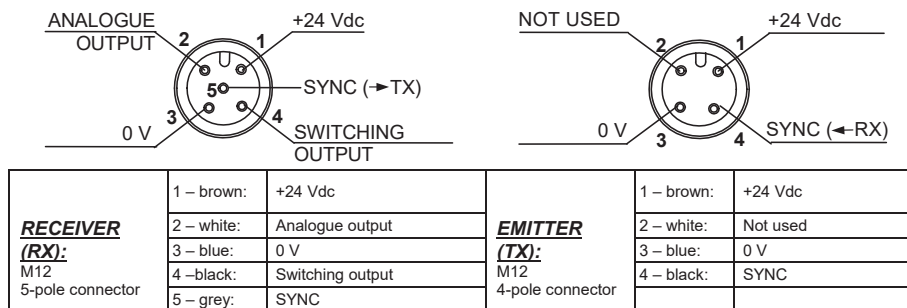 ANALOGUE
OUTPUT
+24 Vdc
2
1
5
SYNC (→TX)
3
4
0 V
SWITCHING
OUTPUT
NOT USED
+24 Vdc
2
1
0 V
3
4
SYNC (←RX)
RECEIVER
(RX):
M12
5-pole connector
1 – brown: +24 Vdc
2 – white: Analogue output
3 – blue: 0 V
4 –black: Switching output
5 – grey: SYNC
EMITTER
(TX):
M12
4-pole connector
1 – brown: +24 Vdc
2 – white: Not used
3 – blue: 0 V
4 – black: SYNC